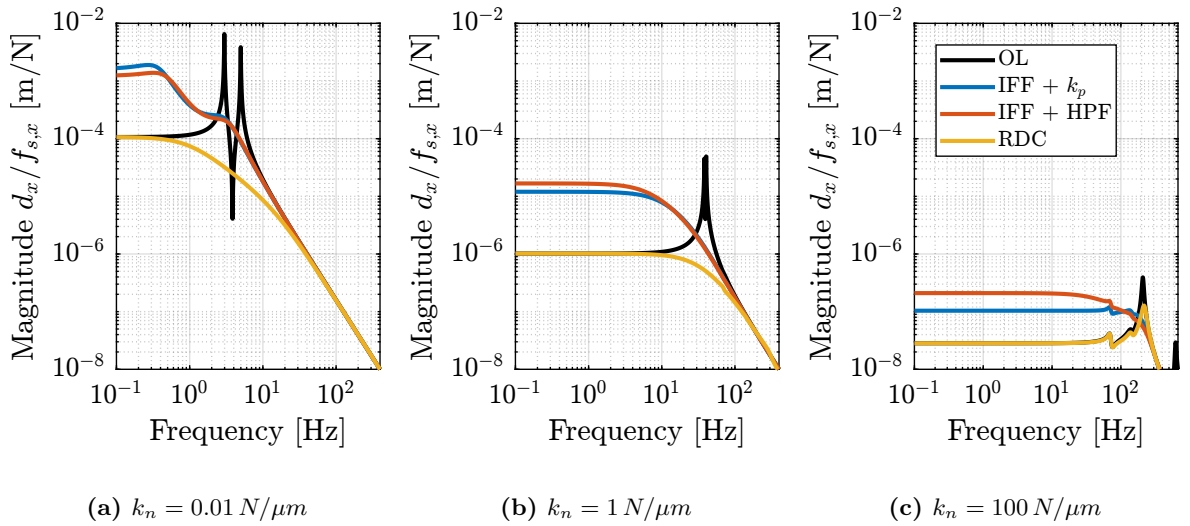 Magnitude d_x/f_{s,x} [m/N]
10^{-2}
10^{-4}
10^{-6}
10^{-8}
10^{-1} 10^0 10^1 10^2
Frequency [Hz]
(a) k_n = 0.01 N/μm
Magnitude d_x/f_{s,x} [m/N]
10^{-2}
10^{-4}
10^{-6}
10^{-8}
10^{-1} 10^0 10^1 10^2
Frequency [Hz]
(b) k_n = 1 N/μm
Magnitude d_x/f_{s,x} [m/N]
10^{-2}
10^{-4}
10^{-6}
10^{-8}
OL
IFF + k_p
IFF + HPF
RDC
10^{-1} 10^0 10^1 10^2
Frequency [Hz]
(c) k_n = 100 N/μm